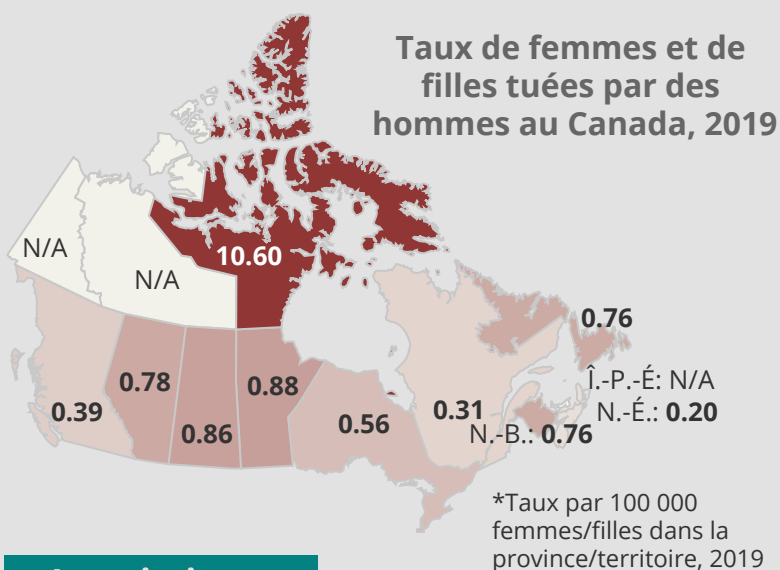 Taux de femmes et de
filles tuées par des
hommes au Canada, 2019
N/A
N/A
10.60
0.76
0.39
0.78
0.86
0.88
0.56
0.31
Î.-P.-É: N/A
N.-É.: 0.20
N.-B.: 0.76
*Taux par 100 000
femmes/filles dans la
province/territoire, 2019